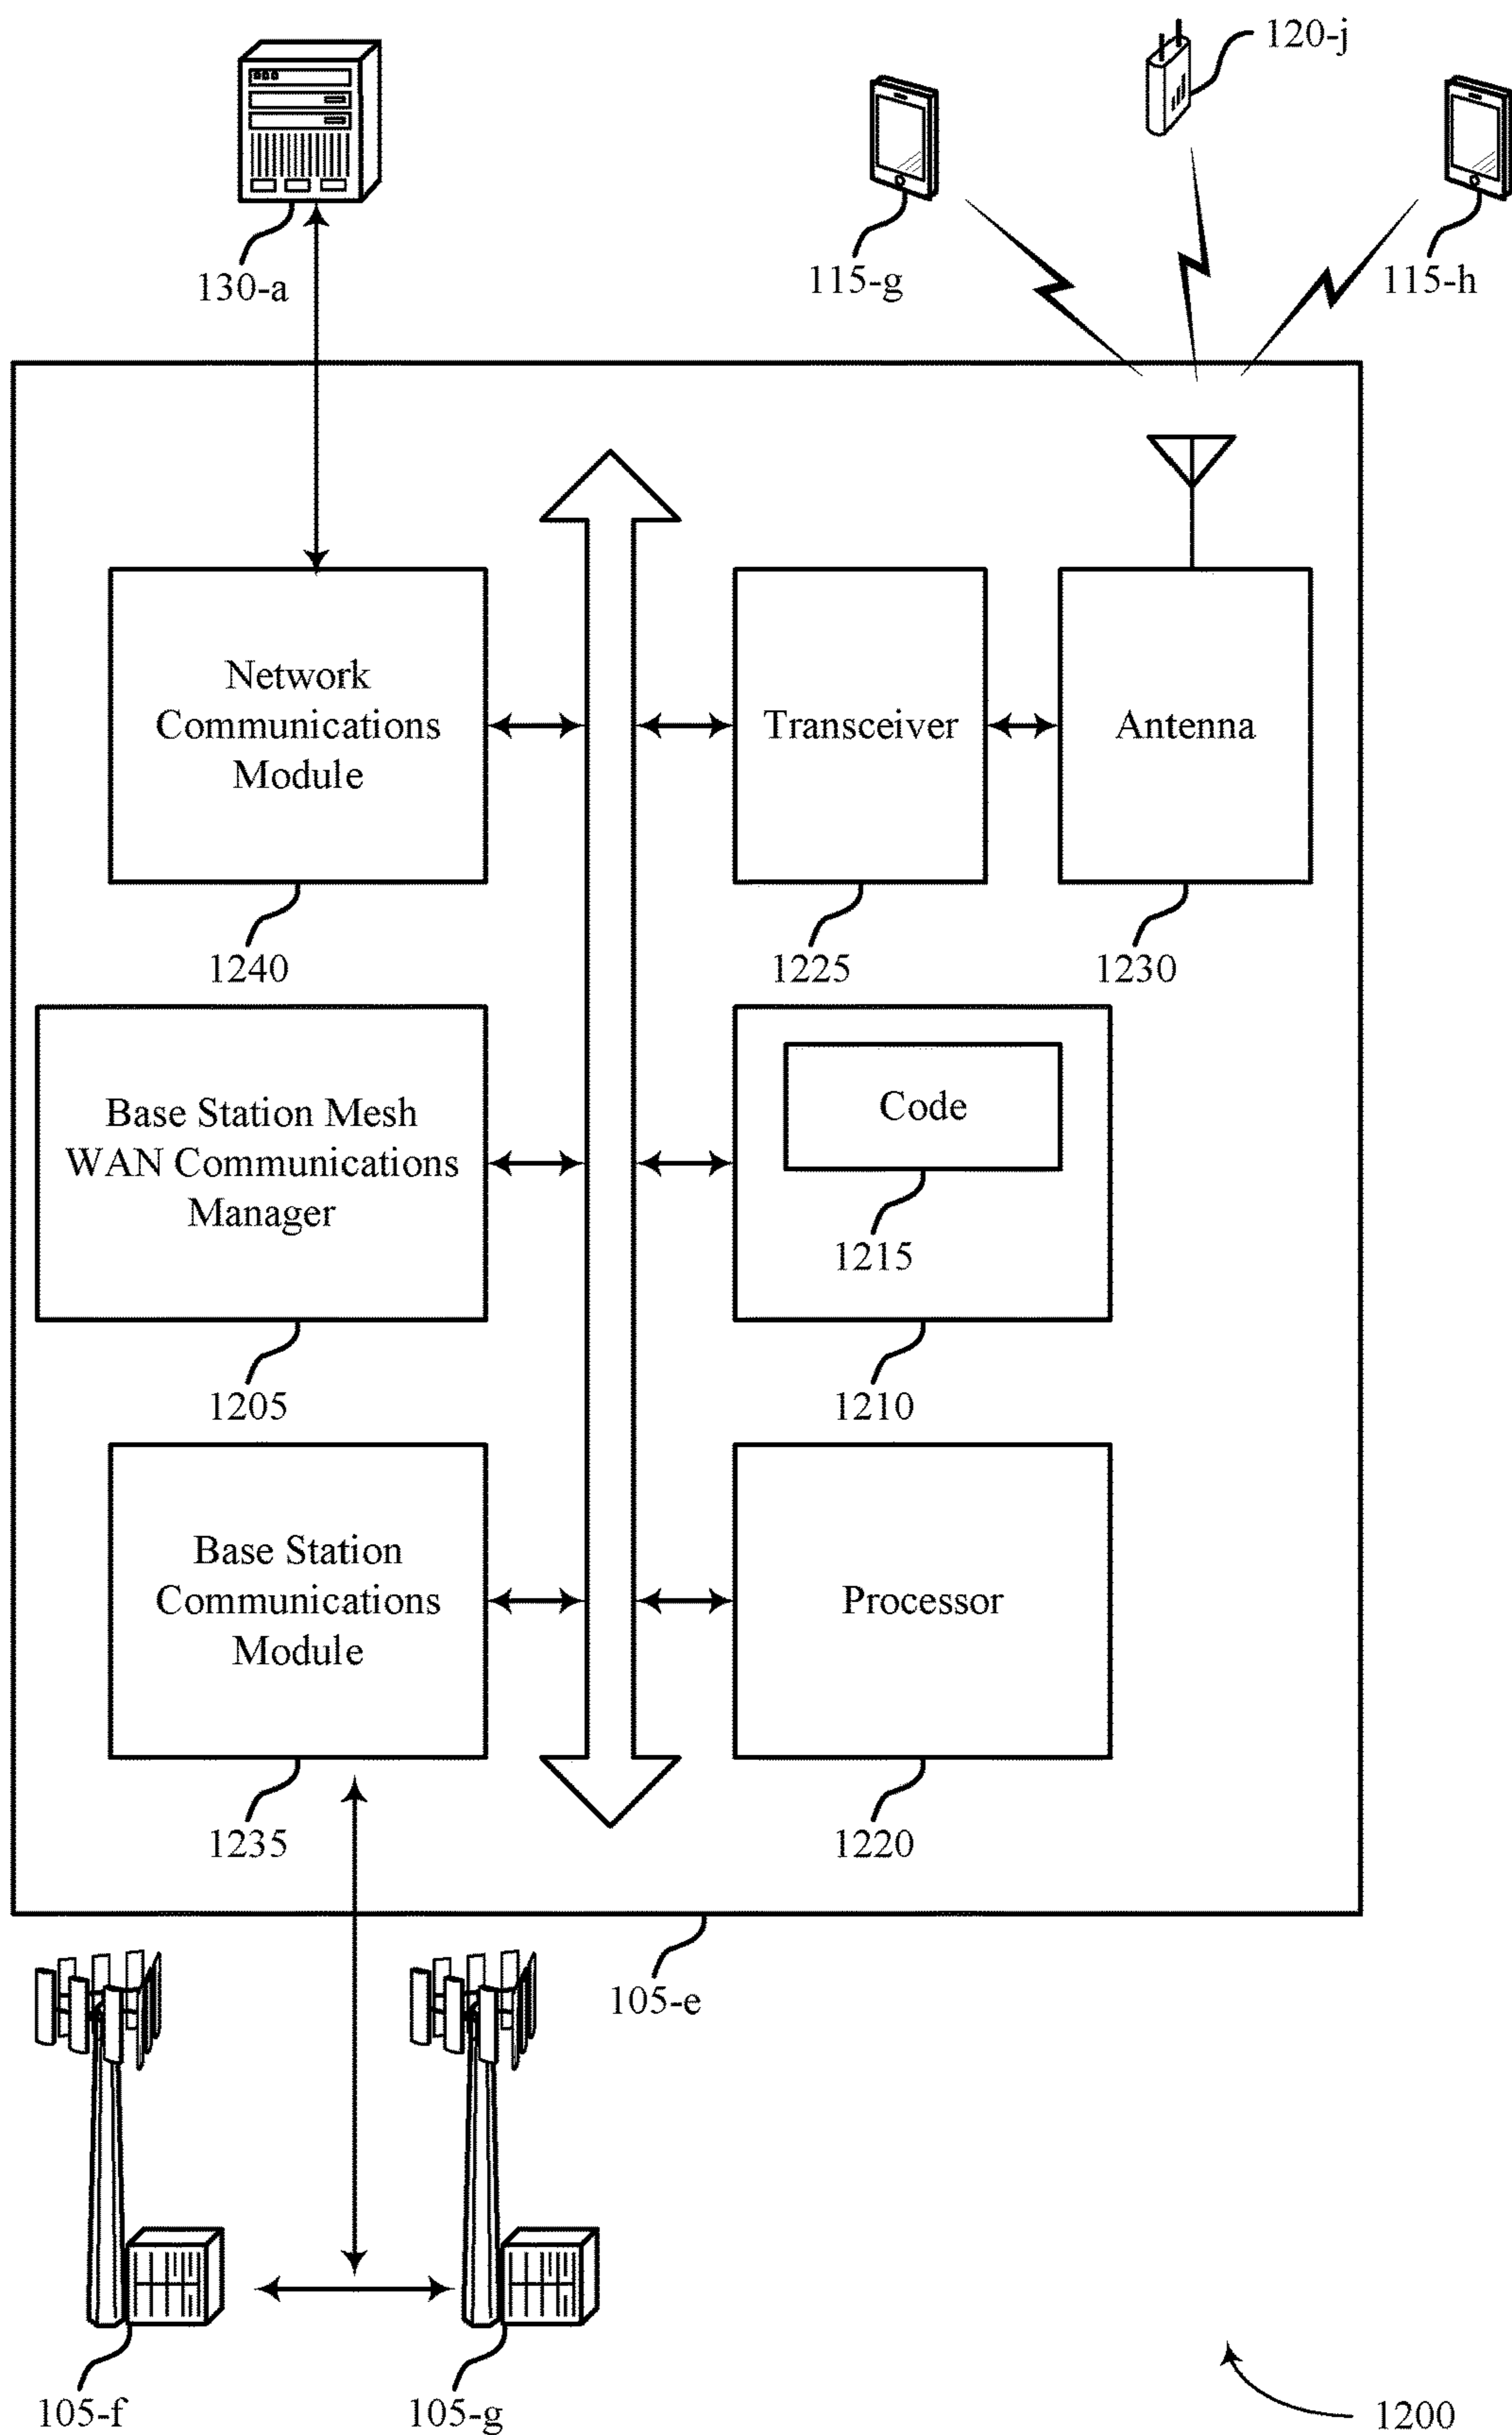 120-j
130-a
115-g
115-h
Network
Communications
Module
Transceiver
Antenna
1240
1225
1230
Base Station Mesh
WAN Communications
Manager
Code
1215
1205
1210
Base Station
Communications
Module
Processor
1235
1220
105-e
105-f
105-g
1200